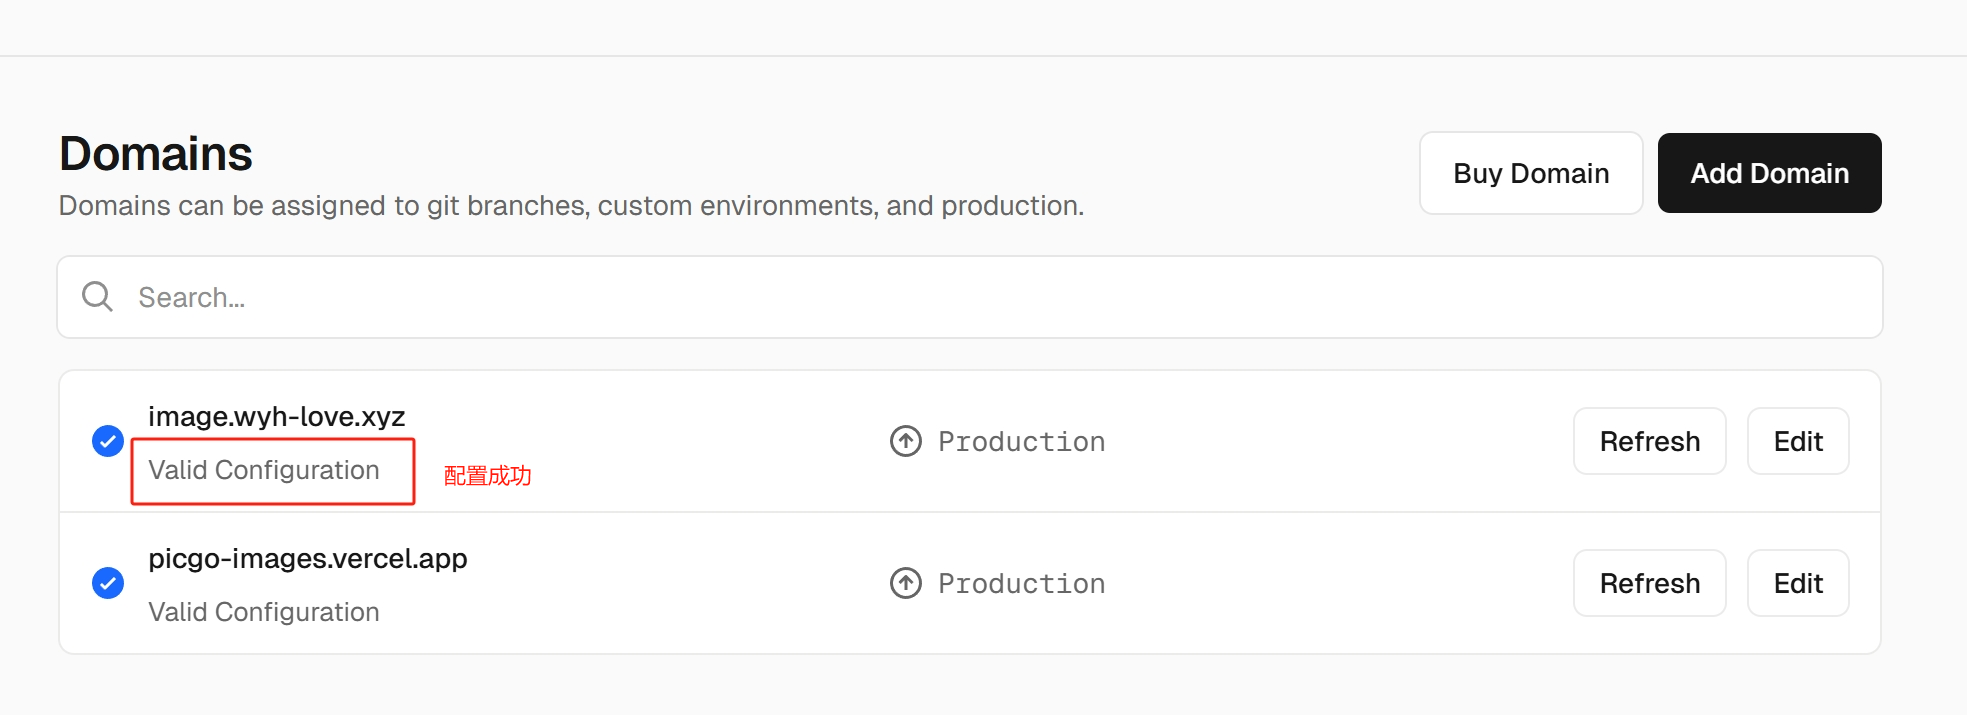 Domains
Domains can be assigned to git branches, custom environments, and production.
Buy Domain
Add Domain
Search...
image.wyh-love.xyz
Valid Configuration
配置成功
Production
Refresh
Edit
picgo-images.vercel.app
Valid Configuration
Production
Refresh
Edit